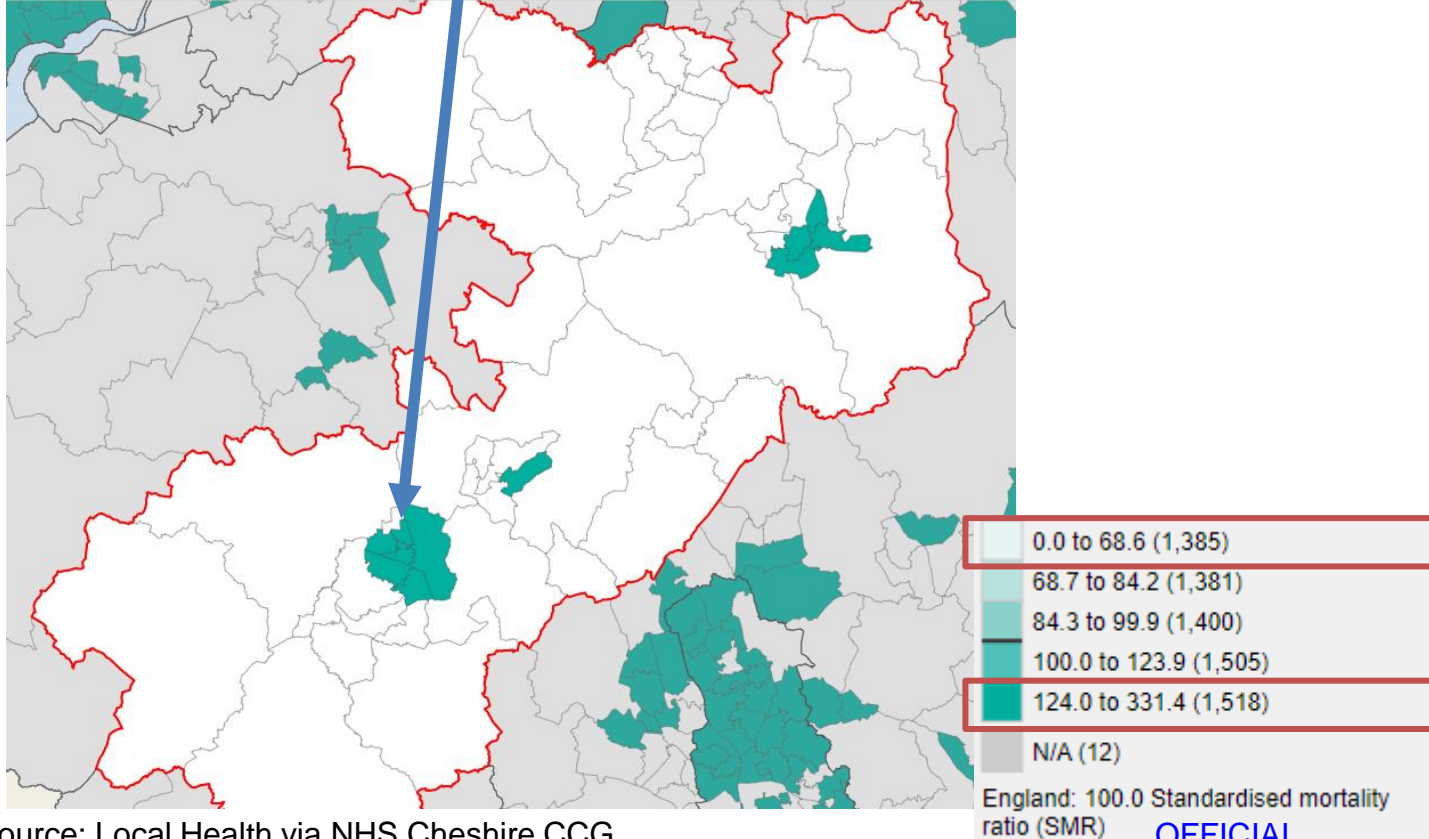 0.0 to 68.6 (1,385)
68.7 to 84.2 (1,381)
84.3 to 99.9 (1,400)
100.0 to 123.9 (1,505)
124.0 to 331.4 (1,518)
N/A (12)
England: 100.0 Standardised mortality
ratio (SMR)
ource: Local Health via NHS Cheshire CCG
OFFICIAL